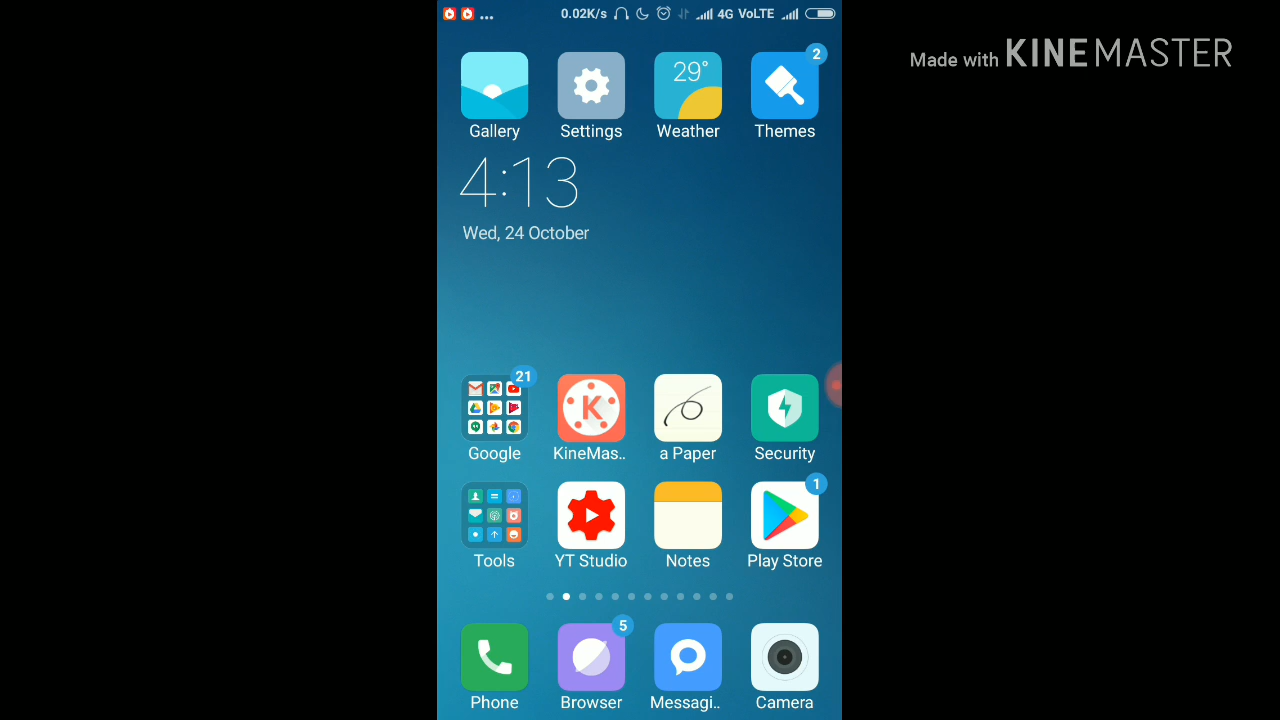 0.02K/s 4G VoLTE
Made with KINEMASTER
29° 2
Gallery Settings Weather Themes
4:13
Wed, 24 October
21
Google KineMas.. a Paper Security
1
Tools YT Studio Notes Play Store
5
Phone Browser Messagi.. Camera